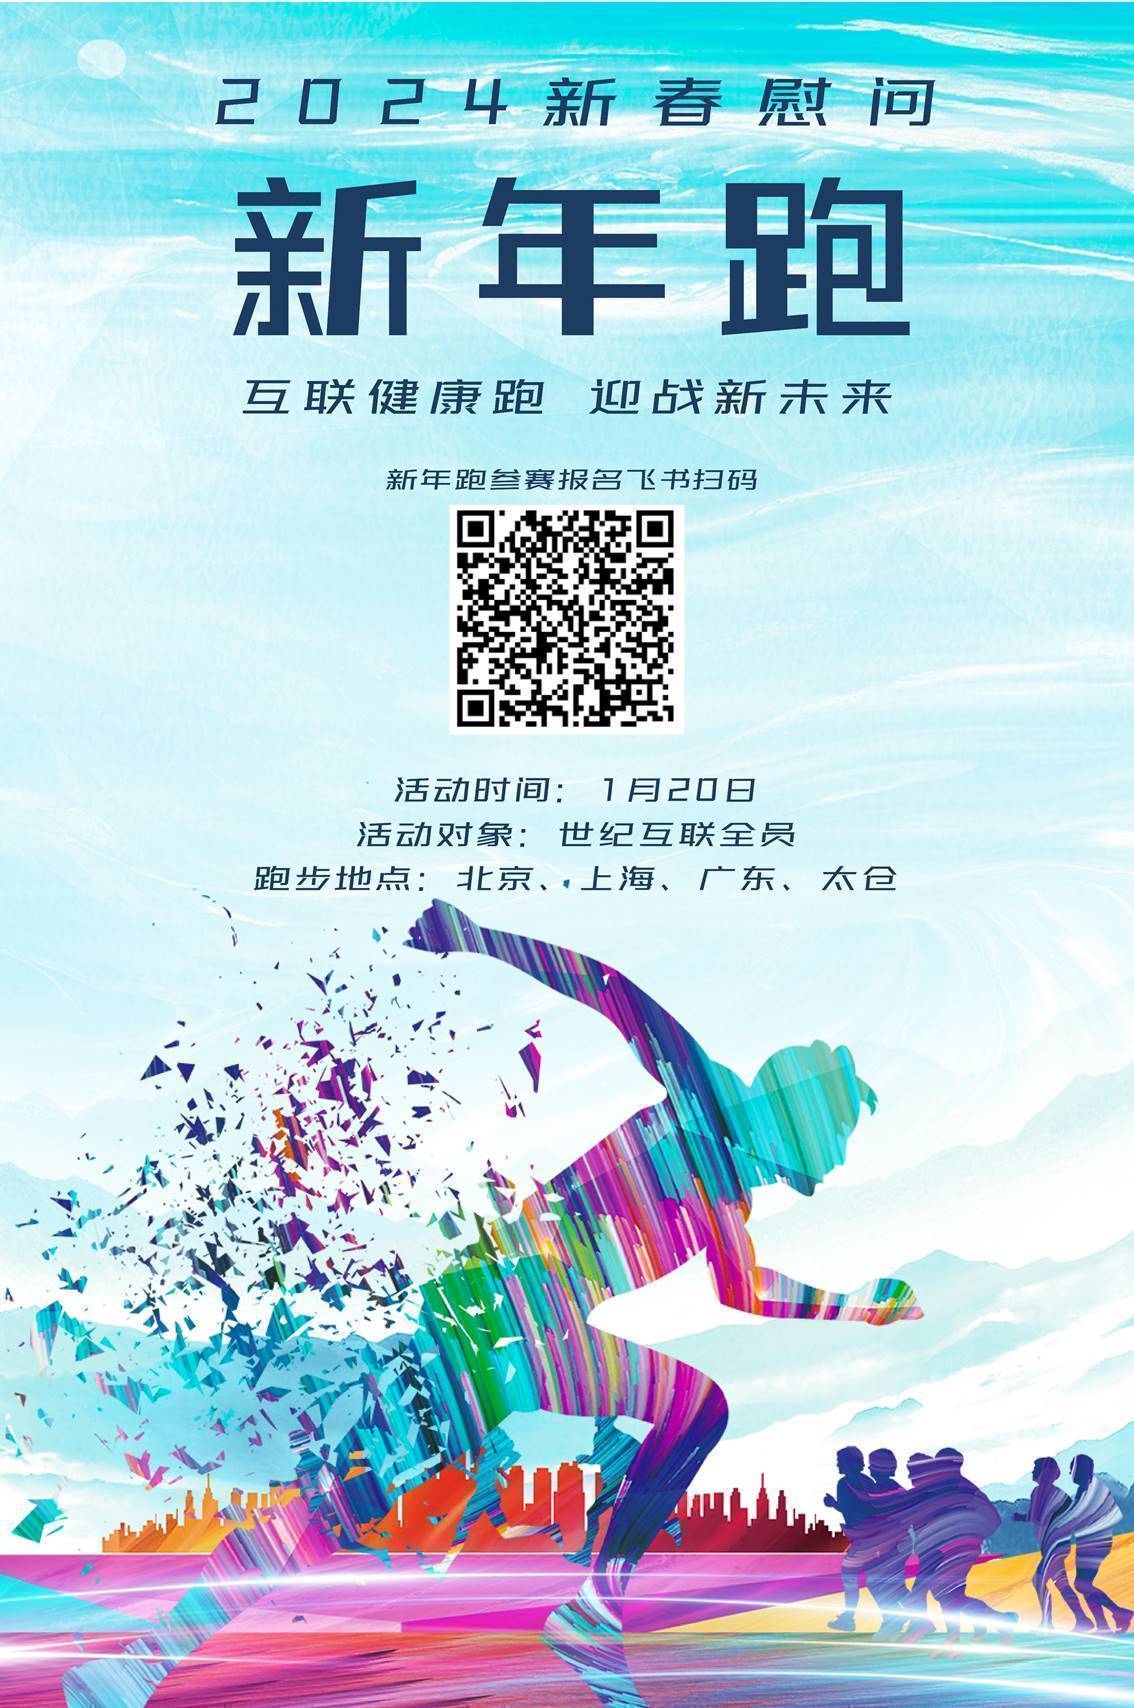 2024新春慰问
新年跑
互联健康跑 迎战新未来
新年跑参赛报名飞书扫码
活动时间：1月20日
活动对象：世纪互联全员
跑步地点：北京、上海、广东、太仓